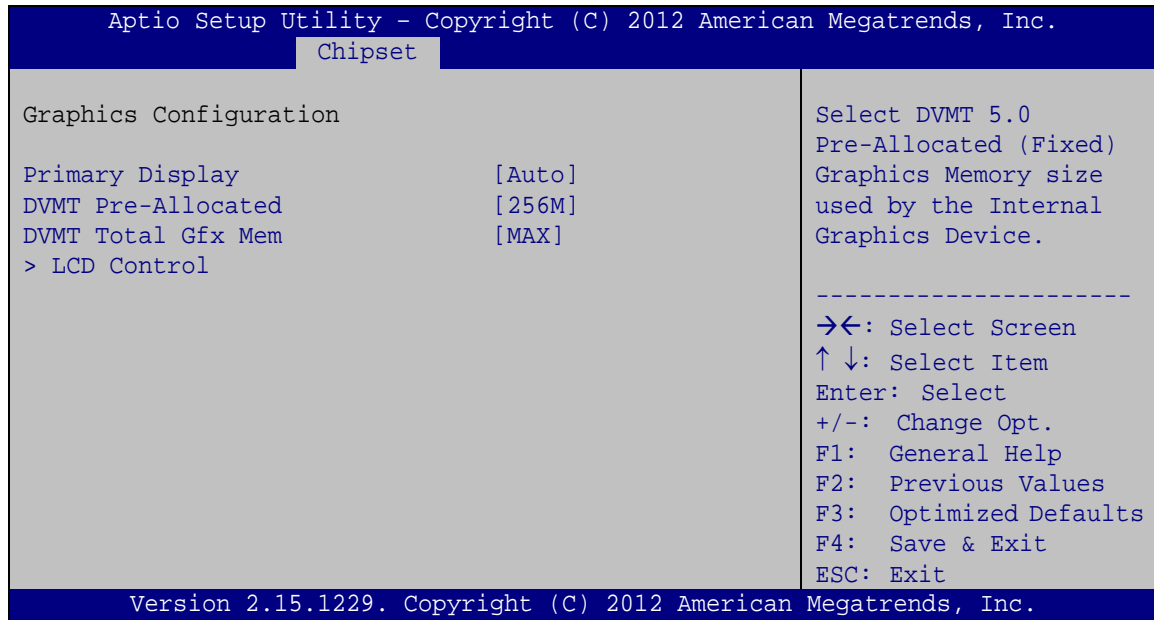 Aptio Setup Utility – Copyright (C) 2012 American Megatrends, Inc.
Chipset
Graphics Configuration
Primary Display [Auto]
DVMT Pre-Allocated [256M]
DVMT Total Gfx Mem [MAX]
> LCD Control
Select DVMT 5.0
Pre-Allocated (Fixed)
Graphics Memory size
used by the Internal
Graphics Device.
----------------------
→←: Select Screen
↑ ↓: Select Item
Enter: Select
+/-: Change Opt.
F1: General Help
F2: Previous Values
F3: Optimized Defaults
F4: Save & Exit
ESC: Exit
Version 2.15.1229. Copyright (C) 2012 American Megatrends, Inc.